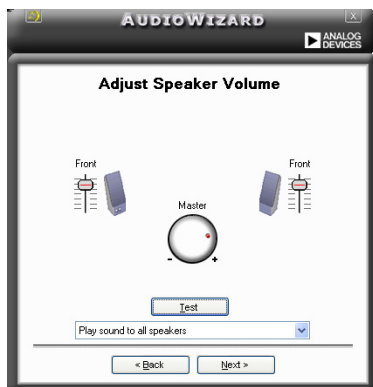 AUDIOWIZARD
ANALOG
DEVICES
Adjust Speaker Volume
Front
Front
Master
- +
Test
Play sound to all speakers
< Back
Next >